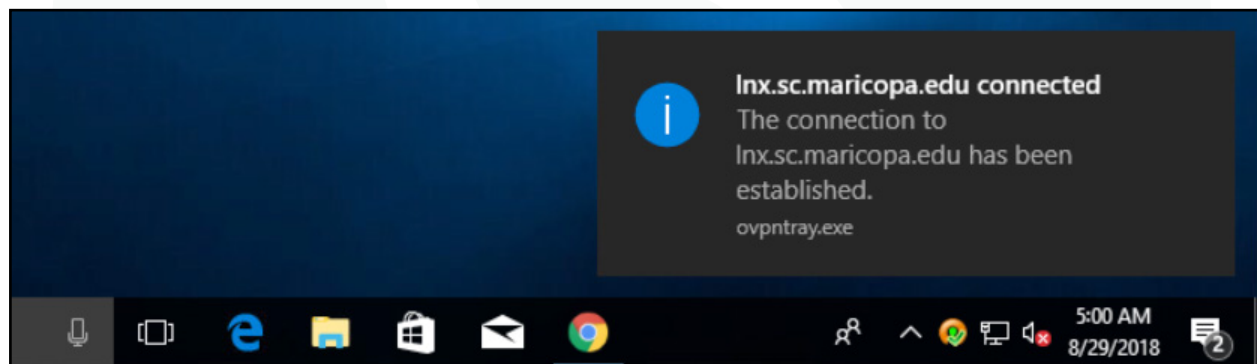 lnx.sc.maricopa.edu connected
The connection to
lnx.sc.maricopa.edu has been
established.
ovpntray.exe
5:00 AM
8/29/2018
2